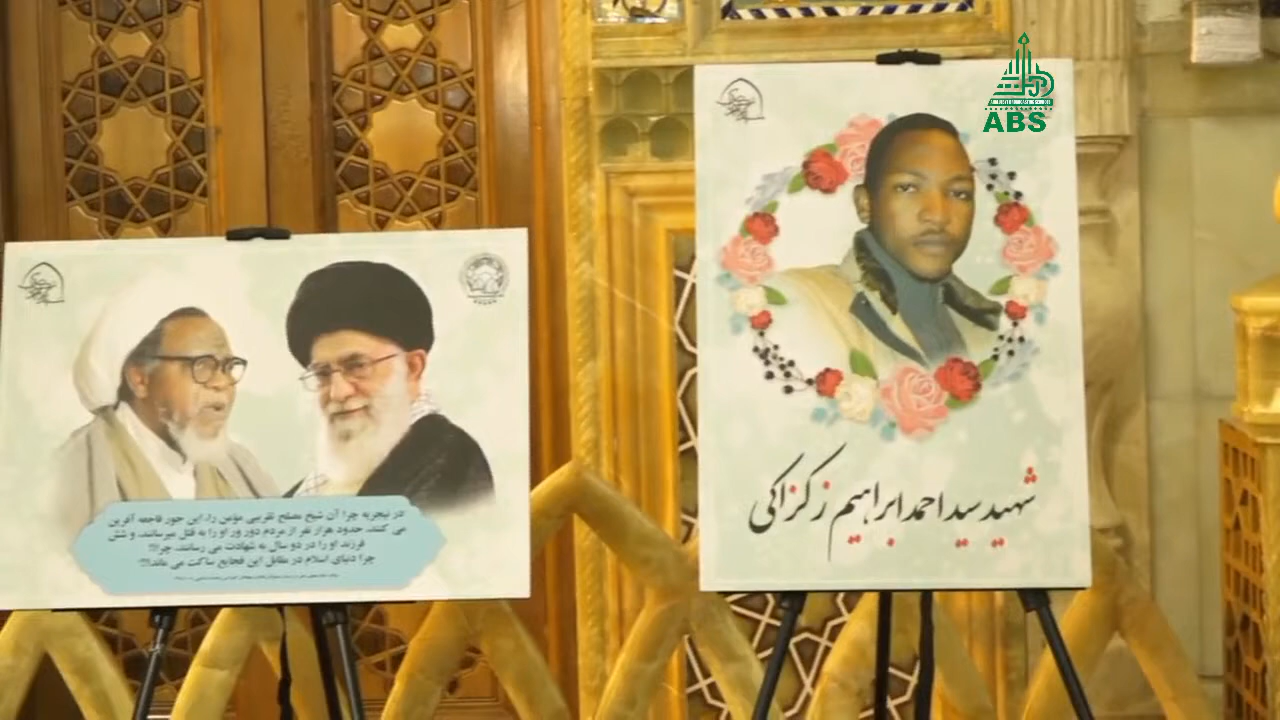 در نیجریه چرا آن شیخ مصلح تقریبی مؤمن را، این جور فاجعه آفرین
می کنند، حدود هزار نفر از مردم دور ور او را به قتل میرسانند، و شش
فرزند او را در دو سال به شهادت می رسانند، چرا؟!
چرا دنیای اسلام در مقابل این فجایع ساکت می ماند؟!!
شهید سید احمد ابراهیم زکزاکی
ABS